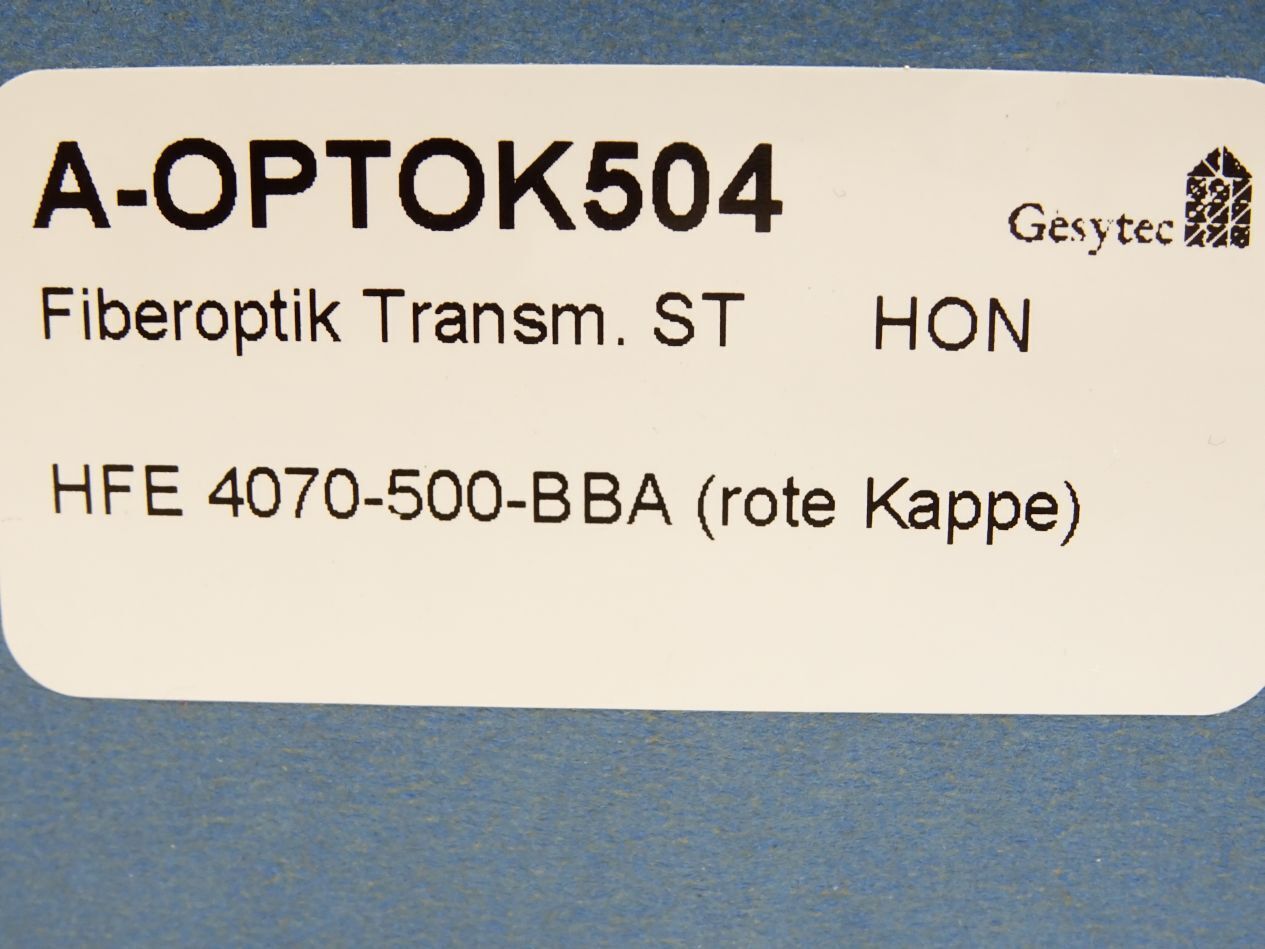 A-OPTOK504
Gesytec
Fiberoptik Transm. ST HON
HFE 4070-500-BBA (rote Kappe)